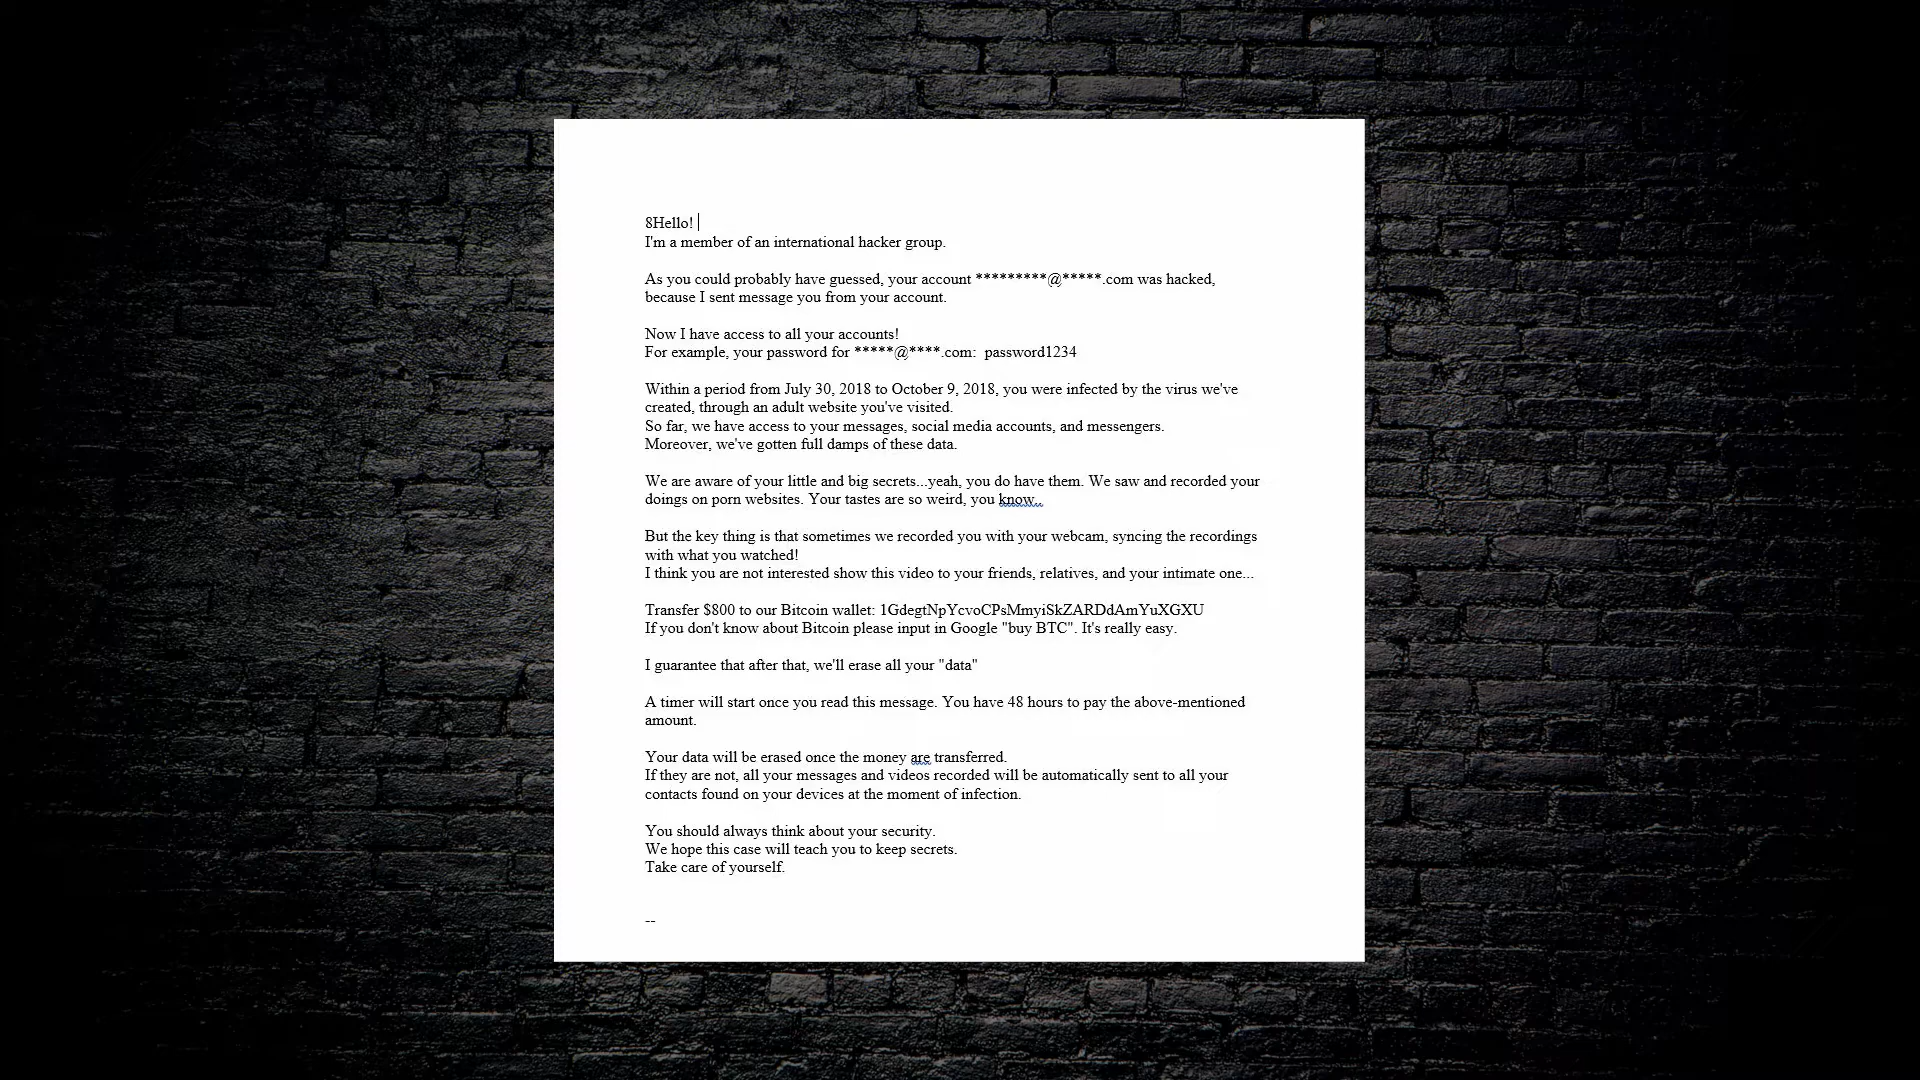 8Hello!
I'm a member of an international hacker group.
As you could probably have guessed, your account *********@*****.com was hacked,
because I sent message you from your account.
Now I have access to all your accounts!
For example, your password for *****@****.com:  password1234
Within a period from July 30, 2018 to October 9, 2018, you were infected by the virus we've
created, through an adult website you've visited.
So far, we have access to your messages, social media accounts, and messengers.
Moreover, we've gotten full damps of these data.
We are aware of your little and big secrets...yeah, you do have them. We saw and recorded your
doings on porn websites. Your tastes are so weird, you know..
But the key thing is that sometimes we recorded you with your webcam, syncing the recordings
with what you watched!
I think you are not interested show this video to your friends, relatives, and your intimate one...
Transfer $800 to our Bitcoin wallet: 1GdegtNpYcvoCPsMmyiSkZARDdAmYuXGXU
If you don't know about Bitcoin please input in Google "buy BTC". It's really easy.
I guarantee that after that, we'll erase all your "data"
A timer will start once you read this message. You have 48 hours to pay the above-mentioned
amount.
Your data will be erased once the money are transferred.
If they are not, all your messages and videos recorded will be automatically sent to all your
contacts found on your devices at the moment of infection.
You should always think about your security.
We hope this case will teach you to keep secrets.
Take care of yourself.
--